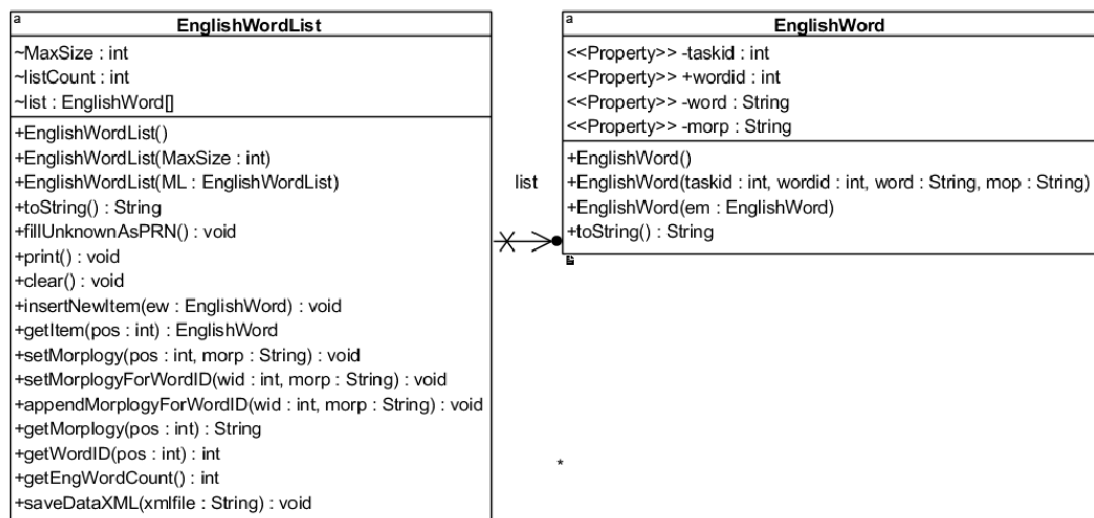 a
EnglishWordList
~MaxSize : int
~listCount : int
~list : EnglishWord[]
+EnglishWordList()
+EnglishWordList(MaxSize : int)
+EnglishWordList(ML : EnglishWordList)
+toString() : String
+fillUnknownAsPRN() : void
+print() : void
+clear() : void
+insertNewItem(ew : EnglishWord) : void
+getItem(pos : int) : EnglishWord
+setMorplogy(pos : int, morp : String) : void
+setMorplogyForWordID(wid : int, morp : String) : void
+appendMorplogyForWordID(wid : int, morp : String) : void
+getMorplogy(pos : int) : String
+getWordID(pos : int) : int
+getEngWordCount() : int
+saveDataXML(xmlfile : String) : void
list
*
a
EnglishWord
<<Property>> -taskid : int
<<Property>> +wordid : int
<<Property>> -word : String
<<Property>> -morp : String
+EnglishWord()
+EnglishWord(taskid : int, wordid : int, word : String, mop : String)
+EnglishWord(em : EnglishWord)
+toString() : String